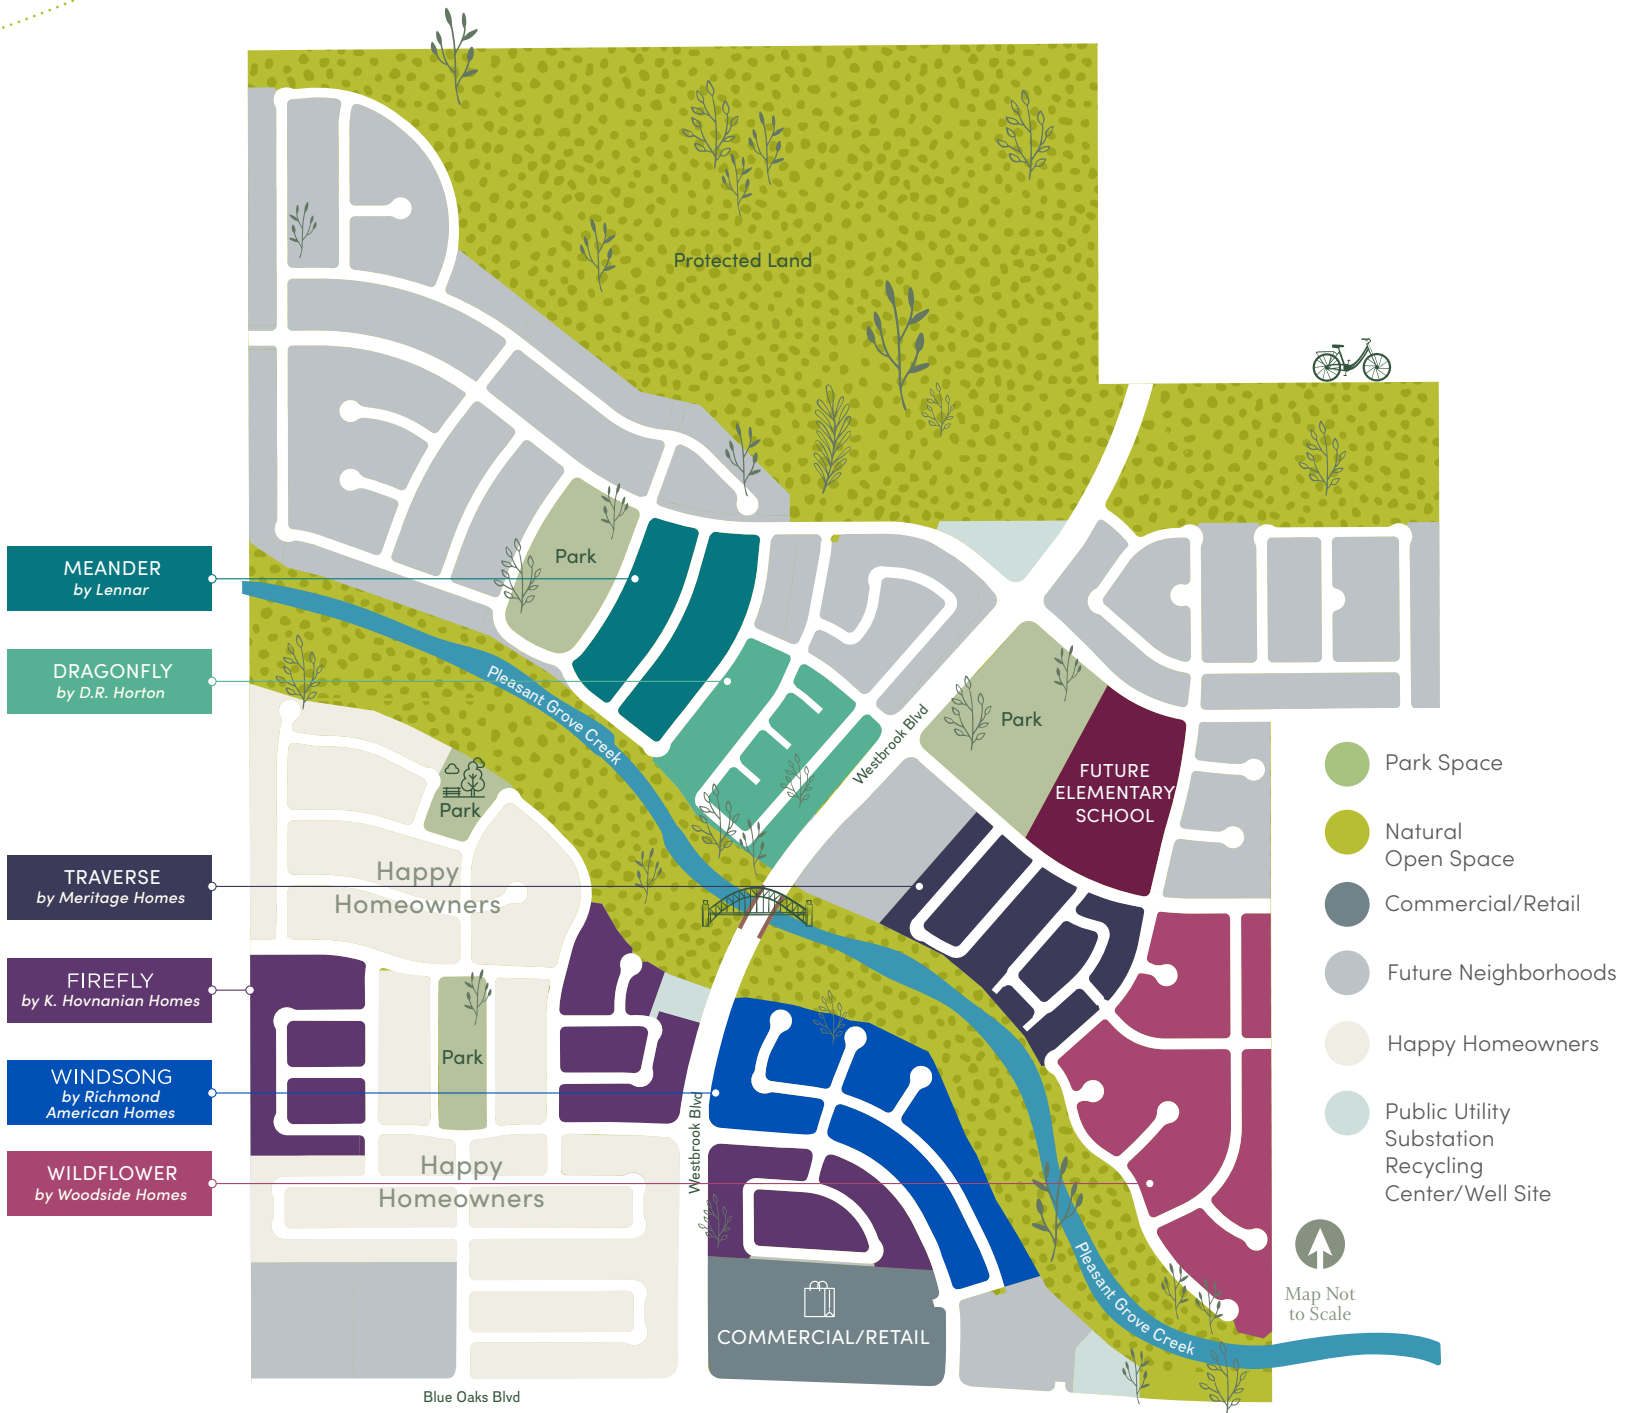 Protected Land
Park
MEANDER
by Lennar
DRAGONFLY
by D.R. Horton
Pleasant Grove Creek
Westbrook Blvd
Park
FUTURE
ELEMENTARY
SCHOOL
Park
Happy
Homeowners
TRAVERSE
by Meritage Homes
FIREFLY
by K. Hovnanian Homes
Park
WINDSONG
by Richmond
American Homes
Westbrook Blvd
Happy
Homeowners
WILDFLOWER
by Woodside Homes
Pleasant Grove Creek
COMMERCIAL/RETAIL
Blue Oaks Blvd
Park Space
Natural
Open Space
Commercial/Retail
Future Neighborhoods
Happy Homeowners
Public Utility
Substation
Recycling
Center/Well Site
Map Not
to Scale